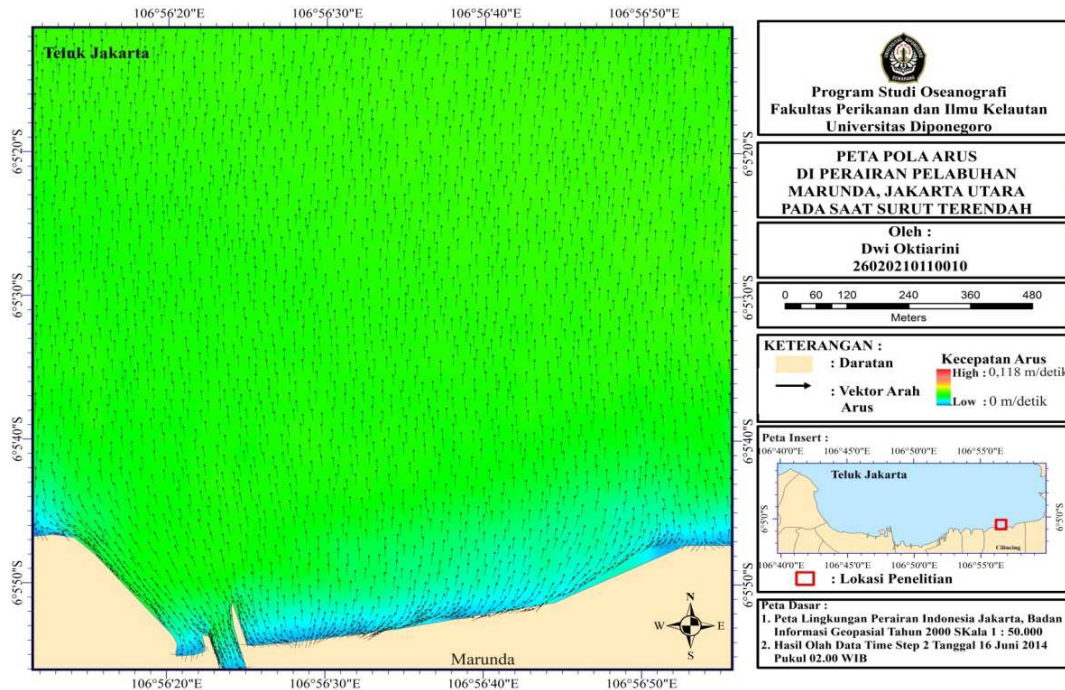 106°56'20"E 106°56'30"E 106°56'40"E 106°56'50"E
Teluk Jakarta
6°5'20"S 6°5'20"S
6°5'30"S 6°5'30"S
6°5'40"S 6°5'40"S
6°5'50"S 6°5'50"S
N
W E
S
Marunda
106°56'20"E 106°56'30"E 106°56'40"E 106°56'50"E
Program Studi Oseanografi
Fakultas Perikanan dan Ilmu Kelautan
Universitas Diponegoro
PETA POLA ARUS
DI PERAIRAN PELABUHAN
MARUNDA, JAKARTA UTARA
PADA SAAT SURUT TERENDAH
Oleh :
Dwi Oktiarini
26020210110010
0 60 120 240 360 480
Meters
KETERANGAN :
: Daratan
: Vektor Arah
Arus
Kecepatan Arus
High : 0,118 m/detik
Low : 0 m/detik
Peta Insert :
106°40'0"E 106°45'0"E 106°50'0"E 106°55'0"E
Teluk Jakarta
6°5'0"S 6°5'0"S
Cilincing
106°40'0"E 106°45'0"E 106°50'0"E 106°55'0"E
: Lokasi Penelitian
Peta Dasar :
1. Peta Lingkungan Perairan Indonesia Jakarta, Badan
Informasi Geopasial Tahun 2000 SKala 1 : 50.000
2. Hasil Olah Data Time Step 2 Tanggal 16 Juni 2014
Pukul 02.00 WIB